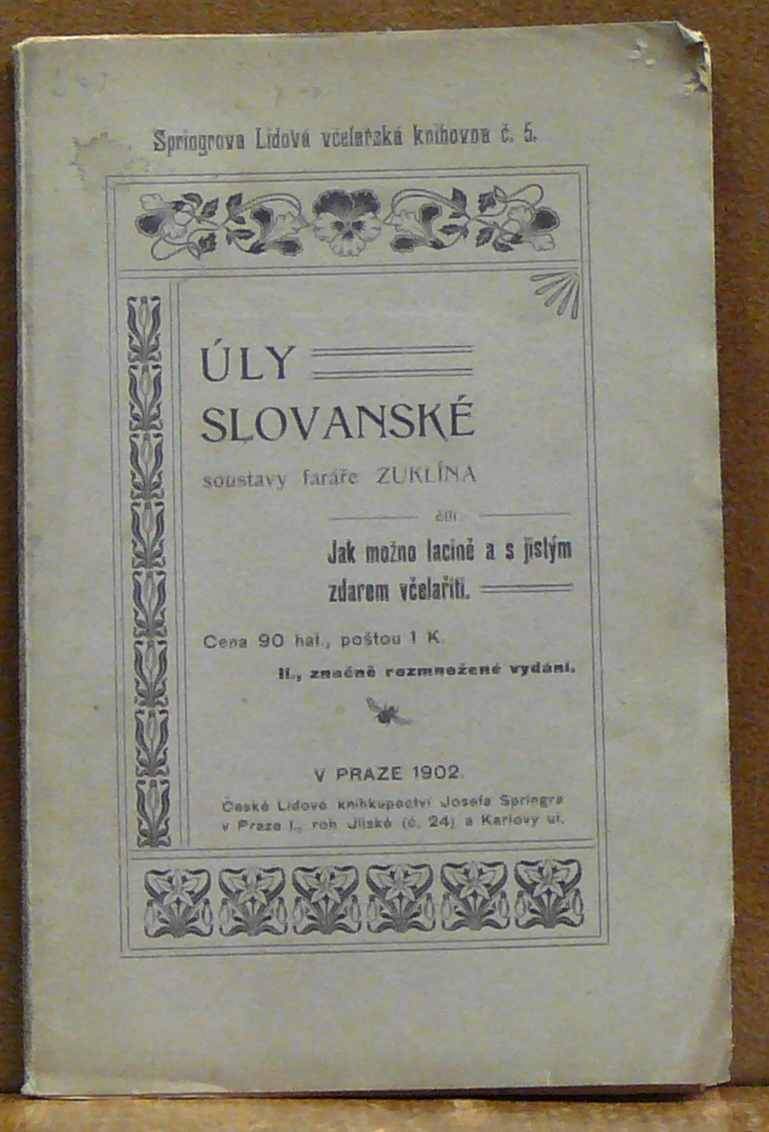 Springrova Lidová včelařská knihovna č. 5.
ÚLY
SLOVANSKÉ
soustavy faráře ZUKLÍNA
čili
Jak možno lacině a s jistým
zdarem včelařiti.
Cena 90 hal., poštou 1 K.
II., značně rozmnožené vydání.
V PRAZE 1902.
České Lidové knihkupectví Josefa Springra
v Praze I., roh Jilské (č. 24) a Karlovy ul.